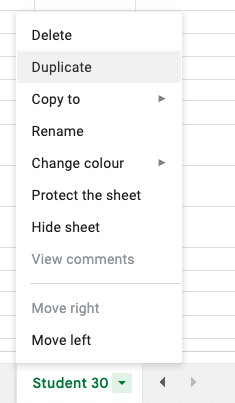 Delete
Duplicate
Copy to
Rename
Change colour
Protect the sheet
Hide sheet
View comments
Move right
Move left
Student 30